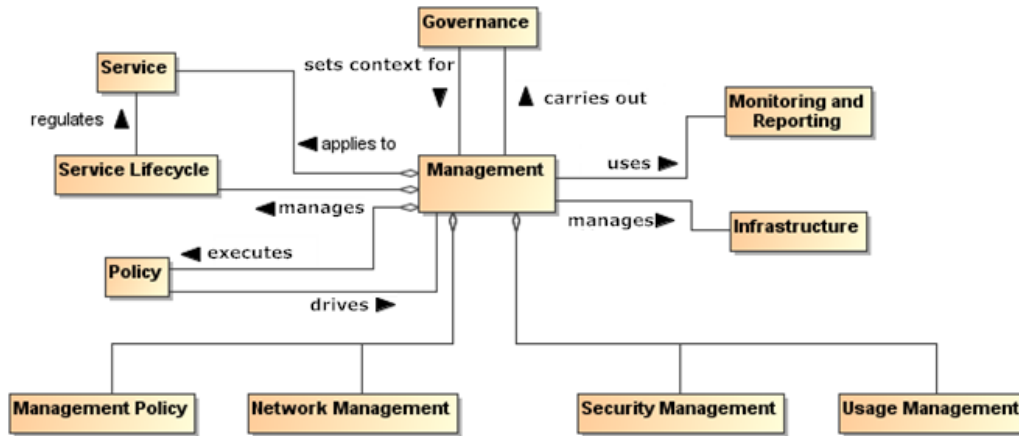 Governance
sets context for
carries out
Service
regulates
Service Lifecycle
applies to
Management
Monitoring and
Reporting
uses
manages
manages
Infrastructure
executes
Policy
drives
Management Policy
Network Management
Security Management
Usage Management